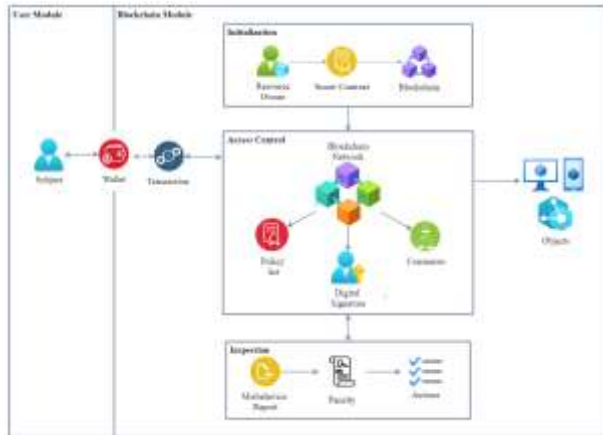 User Module
Blockchain Module
Initialization
Resource
Owner
Smart Contract
Blockchain
Access Control
Blockchain
Network
Subject
Wallet
Transaction
Policy
list
Consensus
Digital
Signature
Objects
Inspection
Misbehavior
Report
Penalty
Actions